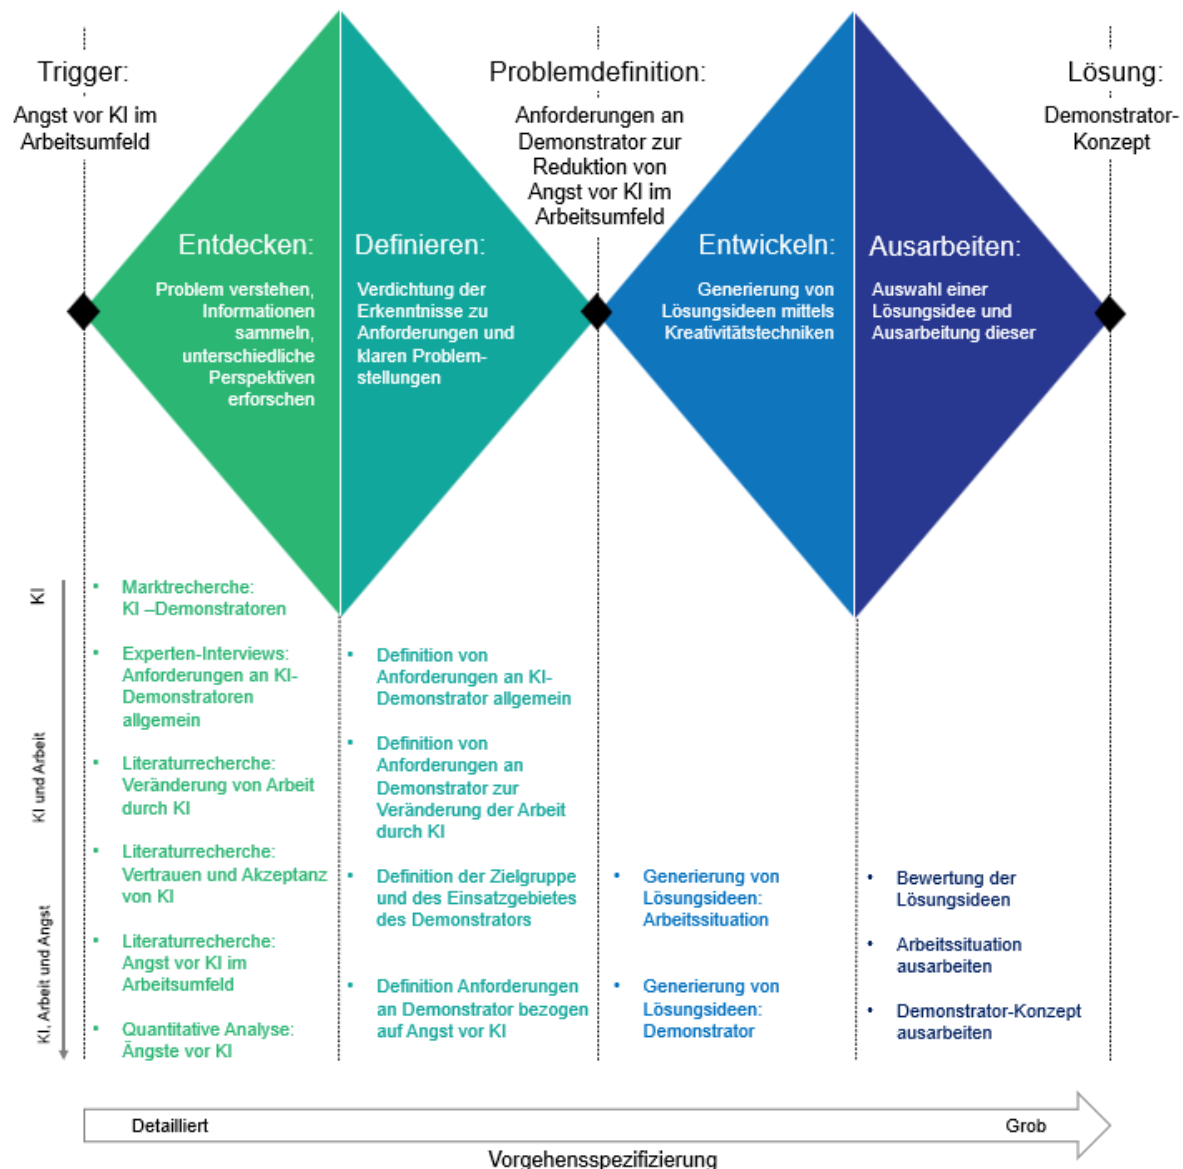 Trigger:
Angst vor KI im
Arbeitsumfeld
Problemdefinition:
Anforderungen an
Demonstrator zur
Reduktion von
Angst vor KI im
Arbeitsumfeld
Lösung:
Demonstrator-
Konzept
Entdecken:
Problem verstehen,
Informationen
sammeln,
unterschiedliche
Perspektiven
erforschen
Definieren:
Verdichtung der
Erkenntnisse zu
Anforderungen und
klaren Problem-
stellungen
Entwickeln:
Generierung von
Lösungsideen mittels
Kreativitätstechniken
Ausarbeiten:
Auswahl einer
Lösungsidee und
Ausarbeitung dieser
KI
KI und Arbeit
KI, Arbeit und Angst
• Marktrecherche:
KI –Demonstratoren
• Experten-Interviews:
Anforderungen an KI-
Demonstratoren
allgemein
• Literaturrecherche:
Veränderung von Arbeit
durch KI
• Literaturrecherche:
Vertrauen und Akzeptanz
von KI
• Literaturrecherche:
Angst vor KI im
Arbeitsumfeld
• Quantitative Analyse:
Ängste vor KI
• Definition von
Anforderungen an KI-
Demonstrator allgemein
• Definition von
Anforderungen an
Demonstrator zur
Veränderung der Arbeit
durch KI
• Definition der Zielgruppe
und des Einsatzgebietes
des Demonstrators
• Definition Anforderungen
an Demonstrator bezogen
auf Angst vor KI
• Generierung von
Lösungsideen:
Arbeitssituation
• Generierung von
Lösungsideen:
Demonstrator
• Bewertung der
Lösungsideen
• Arbeitssituation
ausarbeiten
• Demonstrator-Konzept
ausarbeiten
Detailliert
Grob
Vorgehensspezifizierung